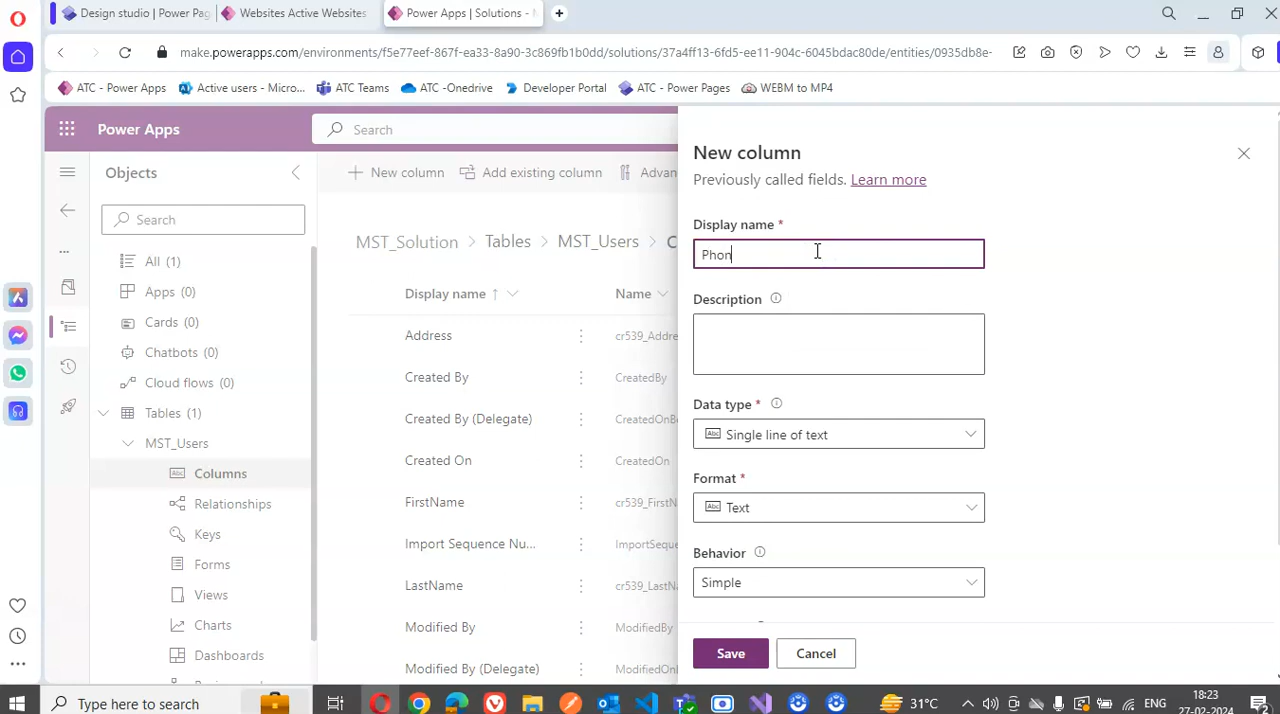 Design studio | Power Pag
Websites Active Websites
Power Apps | Solutions -
make.powerapps.com/environments/f5e77eef-867f-ea33-8a90-3c869fb1b0dd/solutions/37a4ff13-6fd5-ee11-904c-6045bdac80de/entities/0935db8e-
ATC - Power Apps
Active users - Micro...
ATC Teams
ATC -Onedrive
Developer Portal
ATC - Power Pages
WEBM to MP4
Power Apps
Search
Objects
Search
All (1)
Apps (0)
Cards (0)
Chatbots (0)
Cloud flows (0)
Tables (1)
MST_Users
Columns
Relationships
Keys
Forms
Views
Charts
Dashboards
New column
Add existing column
Advan
MST_Solution > Tables > MST_Users > C
Display name ↑
Name
Address
cr539_Addre
Created By
CreatedBy
Created By (Delegate)
CreatedOnBe
Created On
CreatedOn
FirstName
cr539_FirstN
Import Sequence Nu...
ImportSeque
LastName
cr539_LastNa
Modified By
ModifiedBy
Modified By (Delegate)
ModifiedOnB
New column
Previously called fields. Learn more
Display name *
Phon
Description
Data type *
Abc Single line of text
Format *
Abc Text
Behavior
Simple
Save
Cancel
Type here to search
31°C
ENG
18:23
27-02-2024